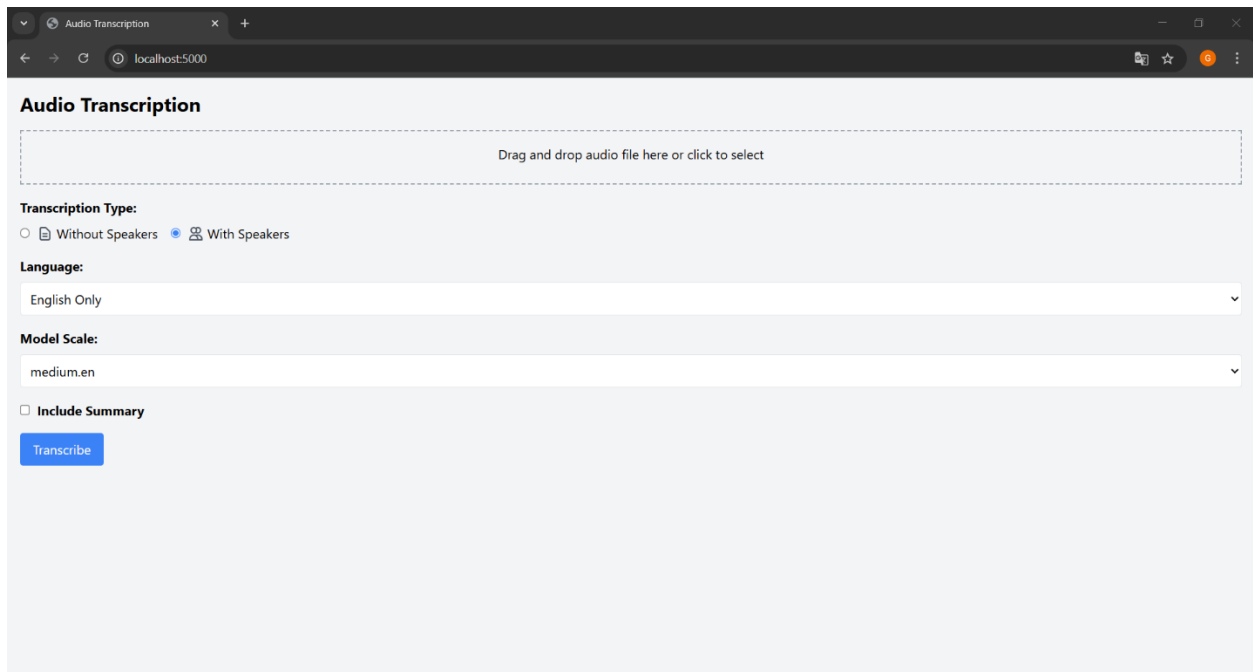 Audio Transcription
localhost:5000
G
Audio Transcription
Drag and drop audio file here or click to select
Transcription Type:
Without Speakers With Speakers
Language:
English Only
Model Scale:
medium.en
Include Summary
Transcribe